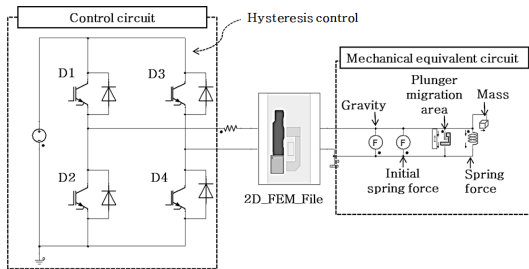 Control circuit
Hysteresis control
D1
D3
D2
D4
2D_FEM_File
Mechanical equivalent circuit
Plunger
migration
area
Mass
Gravity
F
F
Initial
spring force
Spring
force